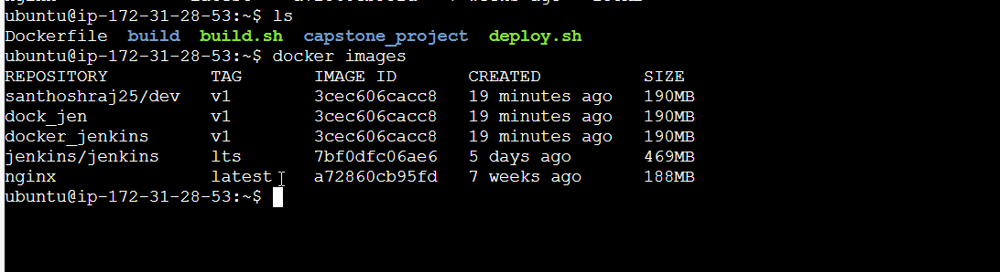 ubuntu@ip-172-31-28-53:~$ ls
Dockerfile build build.sh capstone_project deploy.sh
ubuntu@ip-172-31-28-53:~$ docker images
REPOSITORY TAG IMAGE ID CREATED SIZE
santhoshraj25/dev v1 3cec606cacc8 19 minutes ago 190MB
dock_jen v1 3cec606cacc8 19 minutes ago 190MB
docker_jenkins v1 3cec606cacc8 19 minutes ago 190MB
jenkins/jenkins lts 7bf0dfc06ae6 5 days ago 469MB
nginx latest a72860cb95fd 7 weeks ago 188MB
ubuntu@ip-172-31-28-53:~$